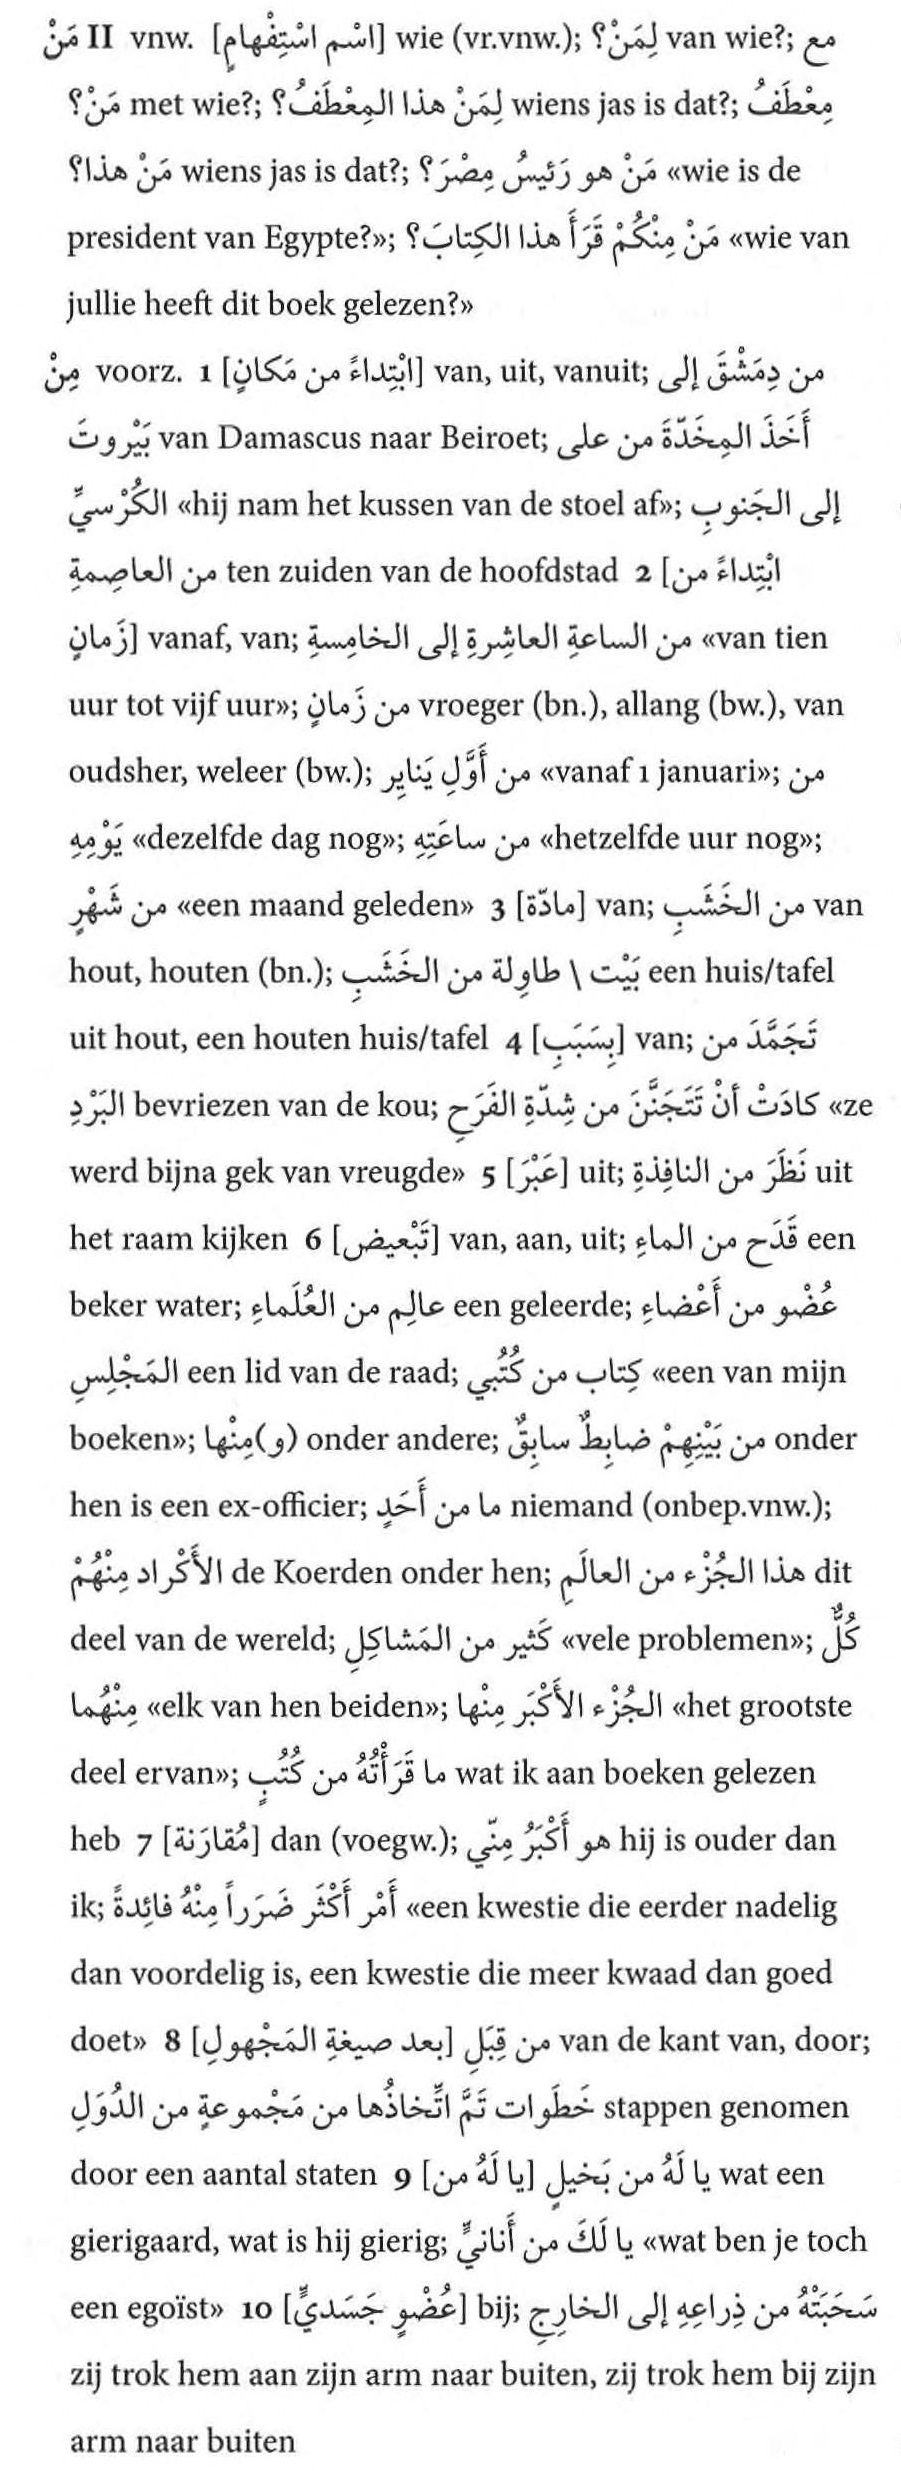 مَنْ II vnw. [اسْم اسْتِفْهامٍ] wie (vr.vnw.); لِمَنْ؟ van wie?; مع
مَنْ؟ met wie?; لِمَنْ هذا المِعْطَفُ؟ wiens jas is dat?; مِعْطَفُ
مَنْ هذا؟ wiens jas is dat?; مَنْ هو رَئيسُ مِصْرَ؟ «wie is de
president van Egypte?»; مَنْ مِنْكُمْ قَرَأَ هذا الكِتابَ؟ «wie van
jullie heeft dit boek gelezen?»
مِنْ voorz. 1 [ابْتِداءً من مَكانٍ] van, uit, vanuit; من دِمَشْقَ إلى
بَيْروتَ van Damascus naar Beiroet; أَخَذَ المِخَدّةَ من على
الكُرْسيِّ «hij nam het kussen van de stoel af»; إلى الجَنوبِ
من العاصِمةِ ten zuiden van de hoofdstad 2 [ابْتِداءً من
زَمانٍ] vanaf, van; من الساعةِ العاشِرةِ إلى الخامِسةِ «van tien
uur tot vijf uur»; من زَمانٍ vroeger (bn.), allang (bw.), van
oudsher, weleer (bw.); من أَوَّلِ يَنايِر «vanaf 1 januari»; من
يَوْمِهِ «dezelfde dag nog»; من ساعَتِهِ «hetzelfde uur nog»;
من شَهْرٍ «een maand geleden» 3 [مادّة] van; من الخَشَبِ van
hout, houten (bn.); بَيْت \ طاوِلة من الخَشَبِ een huis/tafel
uit hout, een houten huis/tafel 4 [بِسَبَبِ] van; تَجَمَّدَ من
البَرْدِ bevriezen van de kou; كادَتْ أنْ تَتَجَنَّنَ من شِدّةِ الفَرَحِ «ze
werd bijna gek van vreugde» 5 [عَبْرَ] uit; نَظَرَ من النافِذةِ uit
het raam kijken 6 [تَبْعيض] van, aan, uit; قَدَح من الماءِ een
beker water; عالِم من العُلَماءِ een geleerde; عُضْو من أَعْضاءِ
المَجْلِسِ een lid van de raad; كِتاب من كُتُبي «een van mijn
boeken»; (و)مِنْها onder andere; من بَيْنِهِمْ ضابِطٌ سابِقٌ onder
hen is een ex-officier; ما من أَحَدٍ niemand (onbep.vnw.);
الأَكْراد مِنْهُمْ de Koerden onder hen; هذا الجُزْء من العالَمِ dit
deel van de wereld; كَثير من المَشاكِلِ «vele problemen»; كُلٌّ
مِنْهُما «elk van hen beiden»; الجُزْء الأَكْبَر مِنْها «het grootste
deel ervan»; ما قَرَأْتُهُ من كُتُبٍ wat ik aan boeken gelezen
heb 7 [مُقارَنة] dan (voegw.); هو أَكْبَرُ مِنّي hij is ouder dan
ik; أَمْر أَكْثَر ضَرَراً مِنْهُ فائِدةً «een kwestie die eerder nadelig
dan voordelig is, een kwestie die meer kwaad dan goed
doet» 8 [بعد صيغةِ المَجْهولِ] من قِبَلِ van de kant van, door;
خَطَوات تَمَّ اتِّخاذُها من مَجْموعةٍ من الدُوَلِ stappen genomen
door een aantal staten 9 [يا لَهُ من] يا لَهُ من بَخيلٍ wat een
gierigaard, wat is hij gierig; يا لَكَ من أَنانيٍّ «wat ben je toch
een egoïst» 10 [عُضْوٍ جَسَديٍّ] bij; سَحَبَتْهُ من ذِراعِهِ إلى الخارِجِ
zij trok hem aan zijn arm naar buiten, zij trok hem bij zijn
arm naar buiten